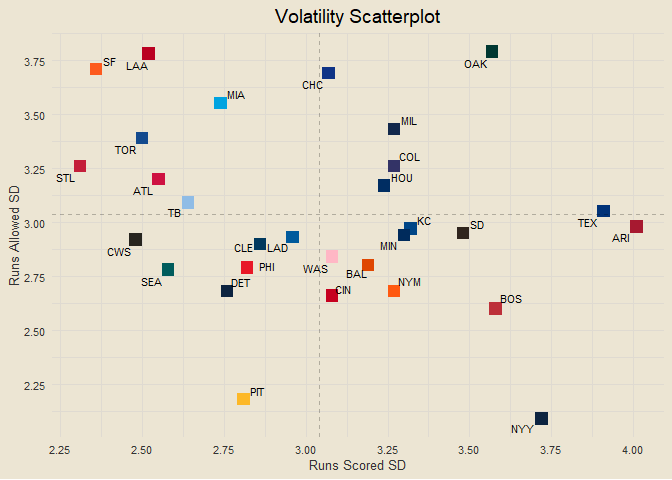 Volatility Scatterplot
OAK
SF
LAA
3.75
CHC
MIA
3.50
MIL
TOR
COL
3.25
STL
HOU
ATL
TB
KC
TEX
3.00
SD
ARI
CWS
CLE
LAD
MIN
PHI
WAS
BAL
2.75
SEA
DET
CIN
NYM
BOS
2.50
PIT
2.25
NYY
Runs Allowed SD
2.25
2.50
2.75
3.00
3.25
3.50
3.75
4.00
Runs Scored SD